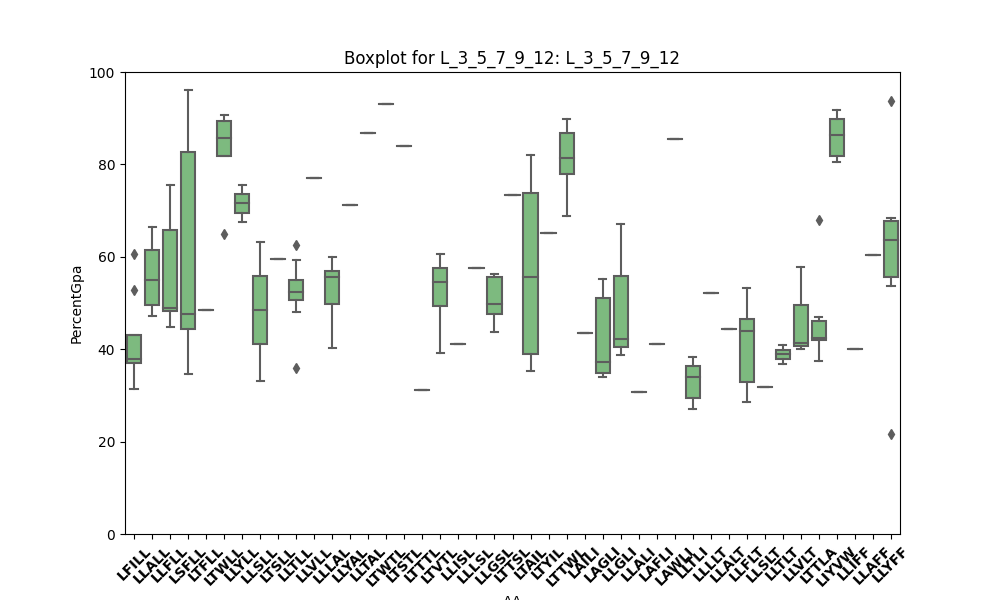 Boxplot for L_3_5_7_9_12: L_3_5_7_9_12
100
80
60
40
20
0
PercentGpa
LFILL
LLALL
LLFLL
LSFLL
LTFLL
LTWLL
LLYLL
LLSLL
LTSLL
LLTLL
LLVLL
LLLAL
LLYAL
LLTAL
LTWTL
LTSTL
LTTTL
LTVTL
LLISL
LLLSL
LLGSL
LTTSL
LTAIL
LTYIL
LTTWL
LAILI
LAGLI
LLGLI
LLALI
LAFLI
LAWLI
LLTLI
LLLLT
LLALT
LLFLT
LLSLT
LLTLT
LLVLT
LTTLA
LIYVW
LLIFF
LLAFF
LLYFF